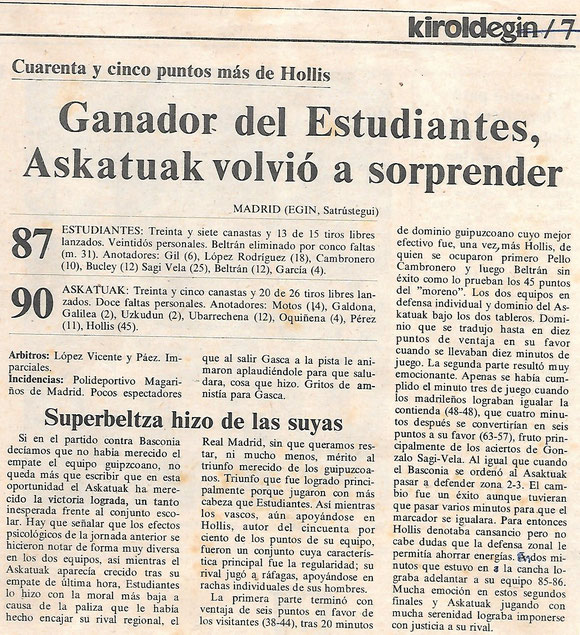 kiroldegin/7
Cuarenta y cinco puntos más de Hollis
Ganador del Estudiantes,
Askatuak volvió a sorprender
MADRID (EGIN, Satrústegui)
87
ESTUDIANTES: Treinta y siete canastas y 13 de 15 tiros libres
lanzados. Veintidós personales. Beltrán eliminado por conco faltas
(m. 31). Anotadores: Gil (6), López Rodríguez (18), Cambronero
(10), Bucley (12) Sagi Vela (25), Beltrán (12), García (4).
90
ASKATUAK: Treinta y cinco canastas y 20 de 26 tiros libres lan-
zados. Doce faltas personales. Anotadores: Motos (14), Galdona,
Galilea (2), Uzkudun (2), Ubarrechena (12), Oquiñena (4), Pérez
(11), Hollis (45).
Arbitros: López Vicente y Páez. Im-
parciales.
Incidencias: Polideportivo Magari-
ños de Madrid. Pocos espectadores
que al salir Gasca a la pista le ani-
maron aplaudiéndole para que salu-
dara, cosa que hizo. Gritos de am-
nistía para Gasca.
Superbeltza hizo de las suyas
Si en el partido contra Basconia
decíamos que no había merecido el
empate el equipo guipzcoano, no
queda más que escribir que en esta
oportunidad el Askatuak ha mere-
cido la victoria lograda, un tanto
inesperada frente al conjunto esco-
lar. Hay que señalar que los efectos
psicológicos de la jornada anterior se
hicieron notar de forma muy diversa
en los dos equipos, así mientras el
Askatuak aparecía crecido tras su
empate de última hora, Estudiantes
lo hizo con la moral más baja a
causa de la paliza que le había
hecho encajar su rival regional, el
Real Madrid, sin que queramos res-
tar, ni mucho menos, mérito al
triunfo merecido de los guipuzcoa-
nos. Triunfo que fue logrado princi-
palmente porque jugaron con más
cabeza que Estudiantes. Así mientras
los vascos, aún apoyándose en
Hollis, autor del cincuenta por
ciento de los puntos de su equipo,
fueron un conjunto cuya caracterís-
tica principal fue la regularidad; su
rival jugó a ráfagas, apoyándose en
rachas individuales de sus hombres.
La primera parte terminó con
ventaja de seis puntos en favor de
los visitantes (38-44), tras 20 minutos
de dominio guipuzcoano cuyo mejor
efectivo fue, una vez, más Hollis, de
quien se ocuparon primero Pello
Cambronero y luego Beltrán sin
éxito como lo prueban los 45 puntos
del "moreno". Los dos equipos en
defensa individual y dominio del As-
katuak bajo los dos tableros. Domi-
nio que se tradujo hasta en diez
puntos de ventaja en su favor
cuando se llevaban diez minutos de
juego. La segunda parte resultó muy
emocionante. Apenas se había cum-
plido el minuto tres de juego cuando
los madrileños lograban igualar la
contienda (48-48), que cuatro minu-
tos después se convertirían en seis
puntos a su favor (63-57), fruto prin-
cipalmente de los aciertos de Gon-
zalo Sagi-Vela. Al igual que cuando
el Basconia se ordenó al Asaktuak
pasar a defender zona 2-3. El cam-
bio fue un éxito aunque tuvieran
que pasar varios minutos para que el
marcador se igualara. Para entonces
Hollis denotaba cansancio pero no
cabe dudas que la defensa zonal le
permitía ahorrar energías. En dos mi-
nutos que estuvo en a la cancha lo-
graba adelantar a su equipo 85-86.
Mucha emoción en estos segundos
finales y Askatuak jugando con
mucha serenidad lograba imponerse
con justicia a su rival.